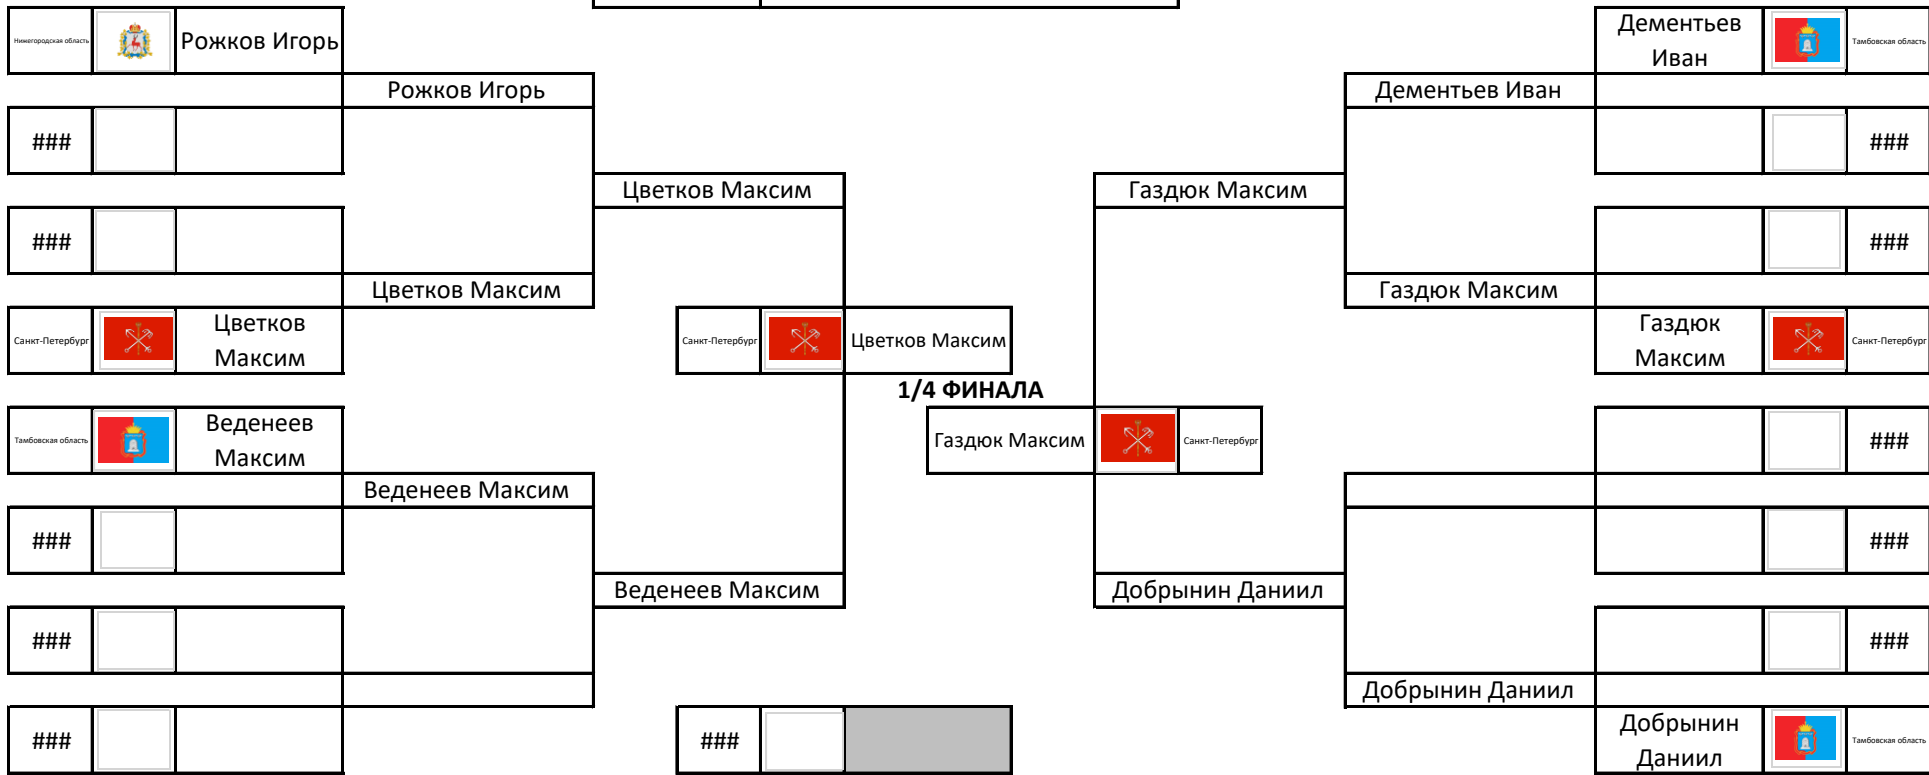 Нижегородская область
Рожков Игорь
Дементьев
Иван
Тамбовская область
Рожков Игорь
Дементьев Иван
###
###
Цветков Максим
Газдюк Максим
###
###
Цветков Максим
Газдюк Максим
Санкт-Петербург
Цветков
Максим
Санкт-Петербург
Цветков Максим
Газдюк
Максим
Санкт-Петербург
1/4 ФИНАЛА
Тамбовская область
Веденеев
Максим
Газдюк Максим
Санкт-Петербург
###
Веденеев Максим
###
###
Веденеев Максим
Добрынин Даниил
###
###
Добрынин Даниил
###
###
Добрынин
Даниил
Тамбовская область